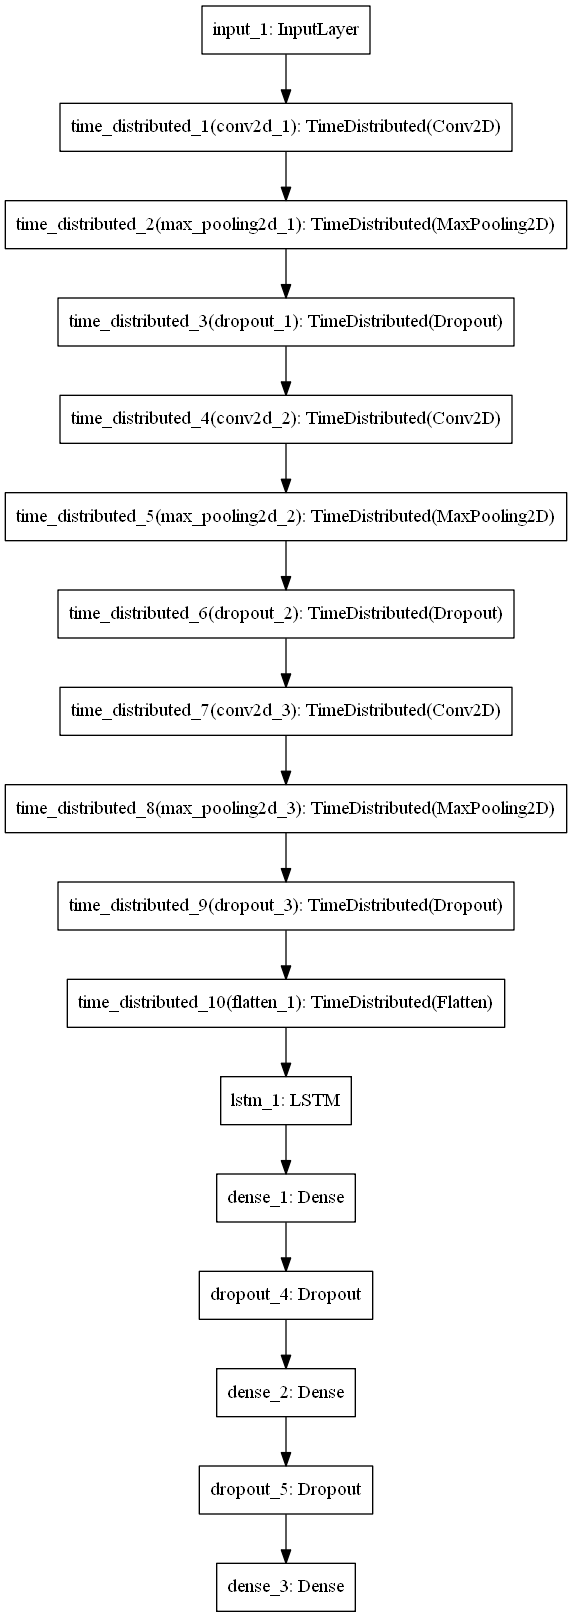 input_1: InputLayer
time_distributed_1(conv2d_1): TimeDistributed(Conv2D)
time_distributed_2(max_pooling2d_1): TimeDistributed(MaxPooling2D)
time_distributed_3(dropout_1): TimeDistributed(Dropout)
time_distributed_4(conv2d_2): TimeDistributed(Conv2D)
time_distributed_5(max_pooling2d_2): TimeDistributed(MaxPooling2D)
time_distributed_6(dropout_2): TimeDistributed(Dropout)
time_distributed_7(conv2d_3): TimeDistributed(Conv2D)
time_distributed_8(max_pooling2d_3): TimeDistributed(MaxPooling2D)
time_distributed_9(dropout_3): TimeDistributed(Dropout)
time_distributed_10(flatten_1): TimeDistributed(Flatten)
lstm_1: LSTM
dense_1: Dense
dropout_4: Dropout
dense_2: Dense
dropout_5: Dropout
dense_3: Dense